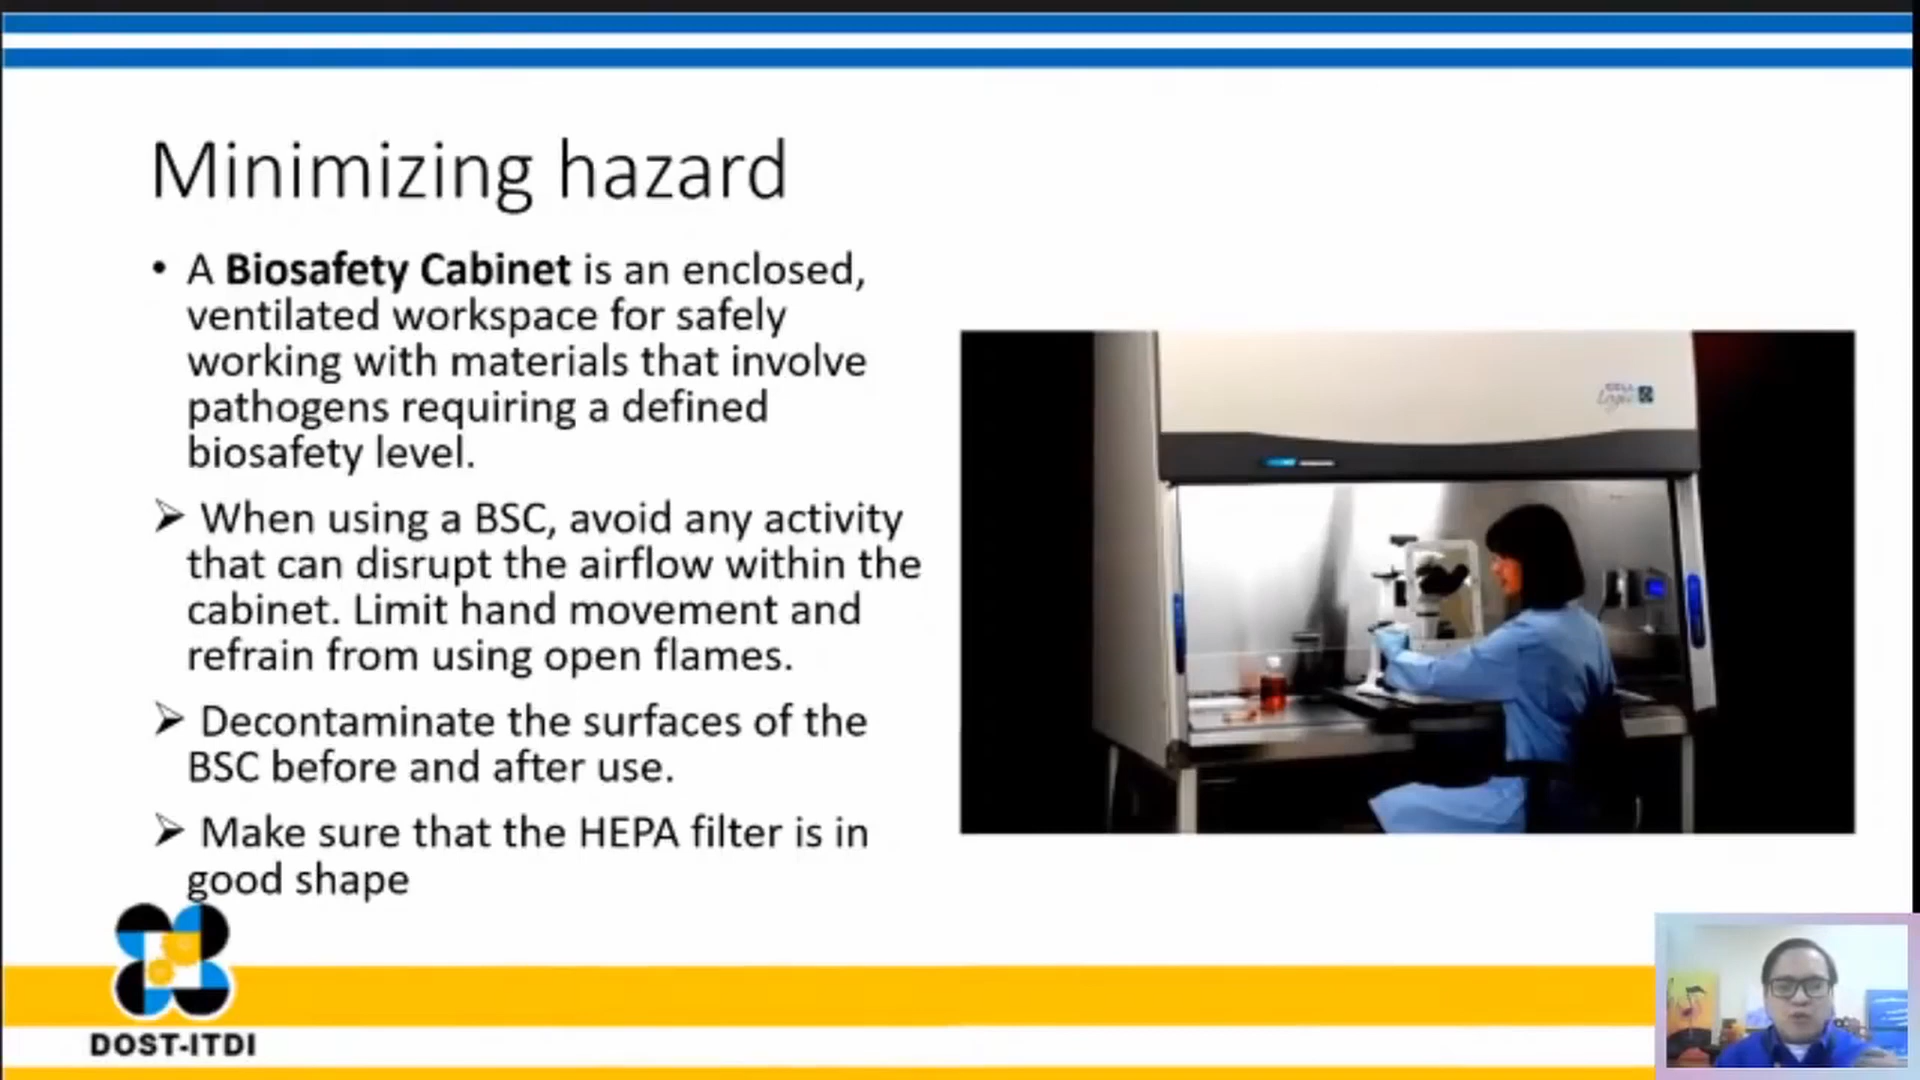 Minimizing hazard
• A Biosafety Cabinet is an enclosed,
ventilated workspace for safely
working with materials that involve
pathogens requiring a defined
biosafety level.
➢ When using a BSC, avoid any activity
that can disrupt the airflow within the
cabinet. Limit hand movement and
refrain from using open flames.
➢ Decontaminate the surfaces of the
BSC before and after use.
➢ Make sure that the HEPA filter is in
good shape
Logic
DOST-ITDI